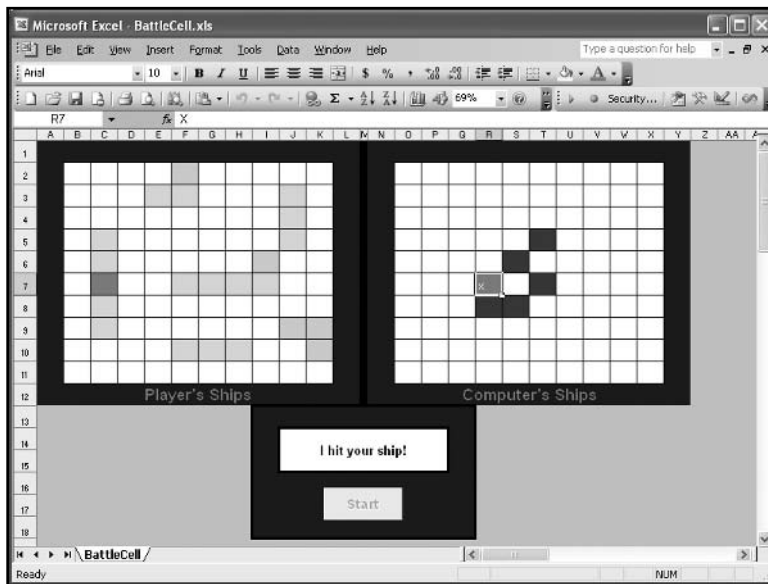 Microsoft Excel - BattleCell.xls
File Edit View Insert Format Tools Data Window Help Type a question for help
Arial 10 B I U $ % ,
Σ 69% Security...
R7 fx X
A B C D E F G H I J K L M N O P Q R S T U V W X Y Z AA
1
2
3
4
5
6
7 x
8
9
10
11
12 Player's Ships Computer's Ships
13
14 I hit your ship!
15
16
17 Start
18
BattleCell
Ready NUM